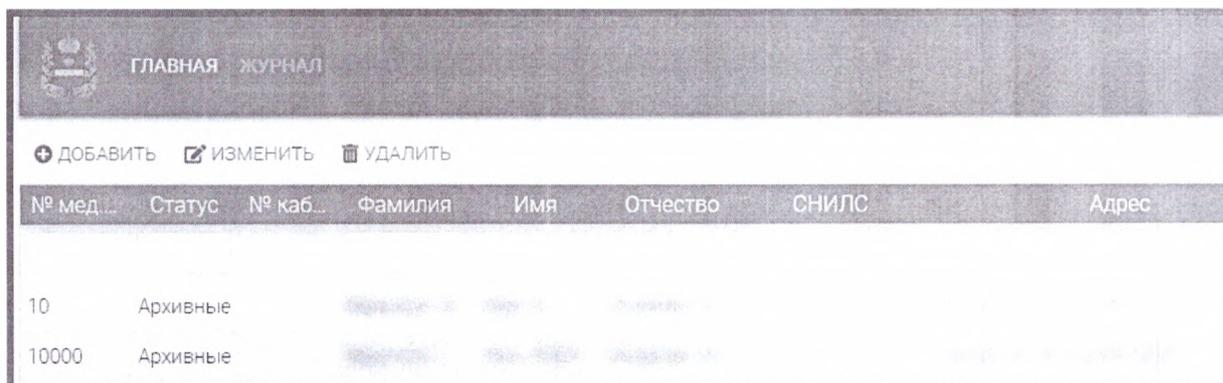 ГЛАВНАЯ ЖУРНАЛ
ДОБАВИТЬ ИЗМЕНИТЬ УДАЛИТЬ
№ мед.... Статус № каб... Фамилия Имя Отчество СНИЛС Адрес
10 Архивные
10000 Архивные